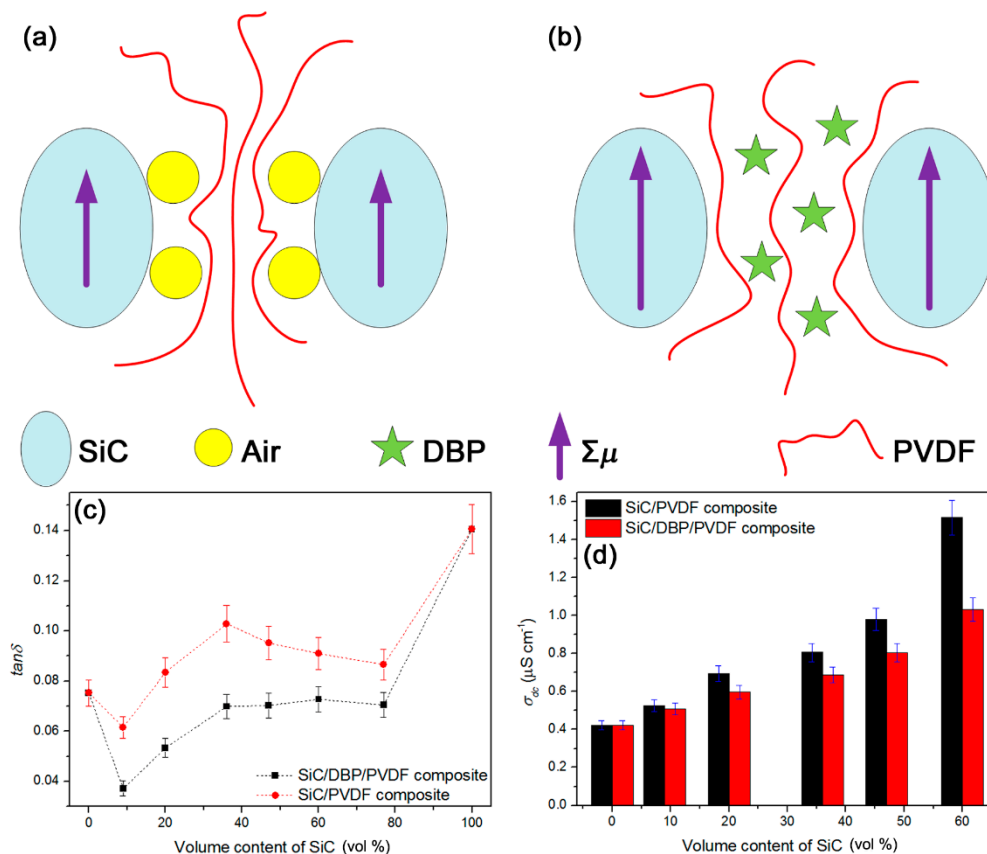 (a)
(b)
SiC
Air
DBP
Σμ
PVDF
(c)
0.14
0.12
0.10
0.08
0.06
0.04
tanδ
0
20
40
60
80
100
Volume content of SiC (vol %)
SiC/DBP/PVDF composite
SiC/PVDF composite
(d)
SiC/PVDF composite
SiC/DBP/PVDF composite
1.6
1.4
1.2
1.0
0.8
0.6
0.4
0.2
0.0
σdc (μS cm⁻¹)
0
10
20
30
40
50
60
Volume content of SiC (vol %)